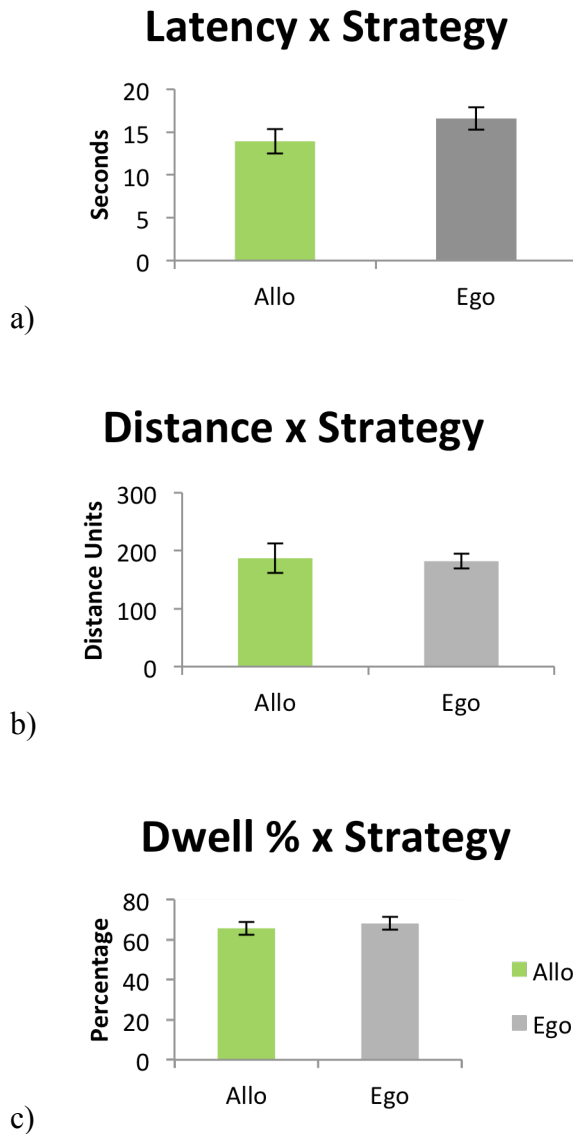 Latency x Strategy
20
15
10
5
0
Seconds
Allo Ego
a)
Distance x Strategy
300
200
100
0
Distance Units
Allo Ego
b)
Dwell % x Strategy
80
60
40
20
0
Percentage
Allo Ego
Allo
Ego
c)